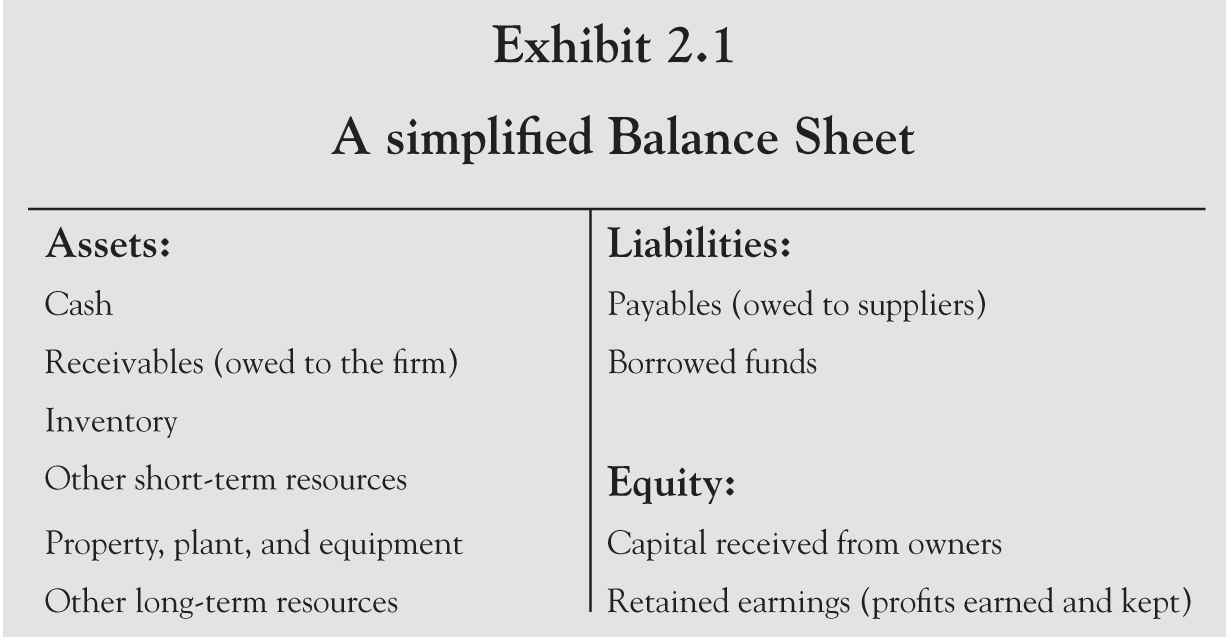 Exhibit 2.1
A simplified Balance Sheet
Assets:
Cash
Receivables (owed to the firm)
Inventory
Other short-term resources
Property, plant, and equipment
Other long-term resources
Liabilities:
Payables (owed to suppliers)
Borrowed funds
Equity:
Capital received from owners
Retained earnings (profits earned and kept)